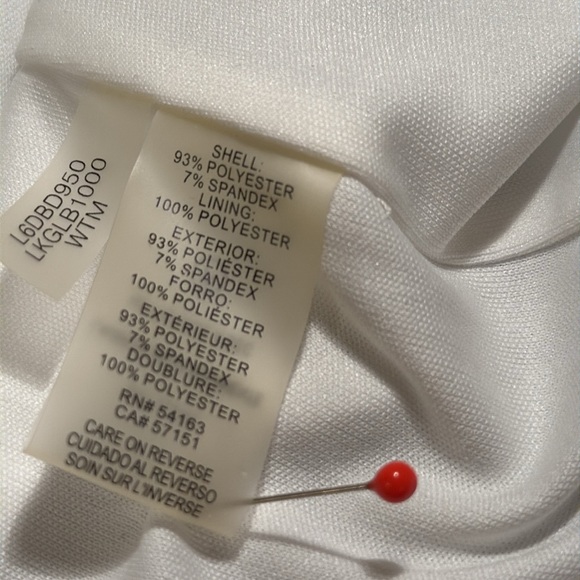 L6DBD950
LKGLB1000
WTM
SHELL:
93% POLYESTER
7% SPANDEX
LINING:
100% POLYESTER
EXTERIOR:
93% POLIÉSTER
7% SPANDEX
FORRO:
100% POLIÉSTER
EXTÉRIEUR:
93% POLYESTER
7% SPANDEX
DOUBLURE:
100% POLYESTER
RN# 54163
CA# 57151
CARE ON REVERSE
CUIDADO AL REVERSO
SOIN SUR L'INVERSE